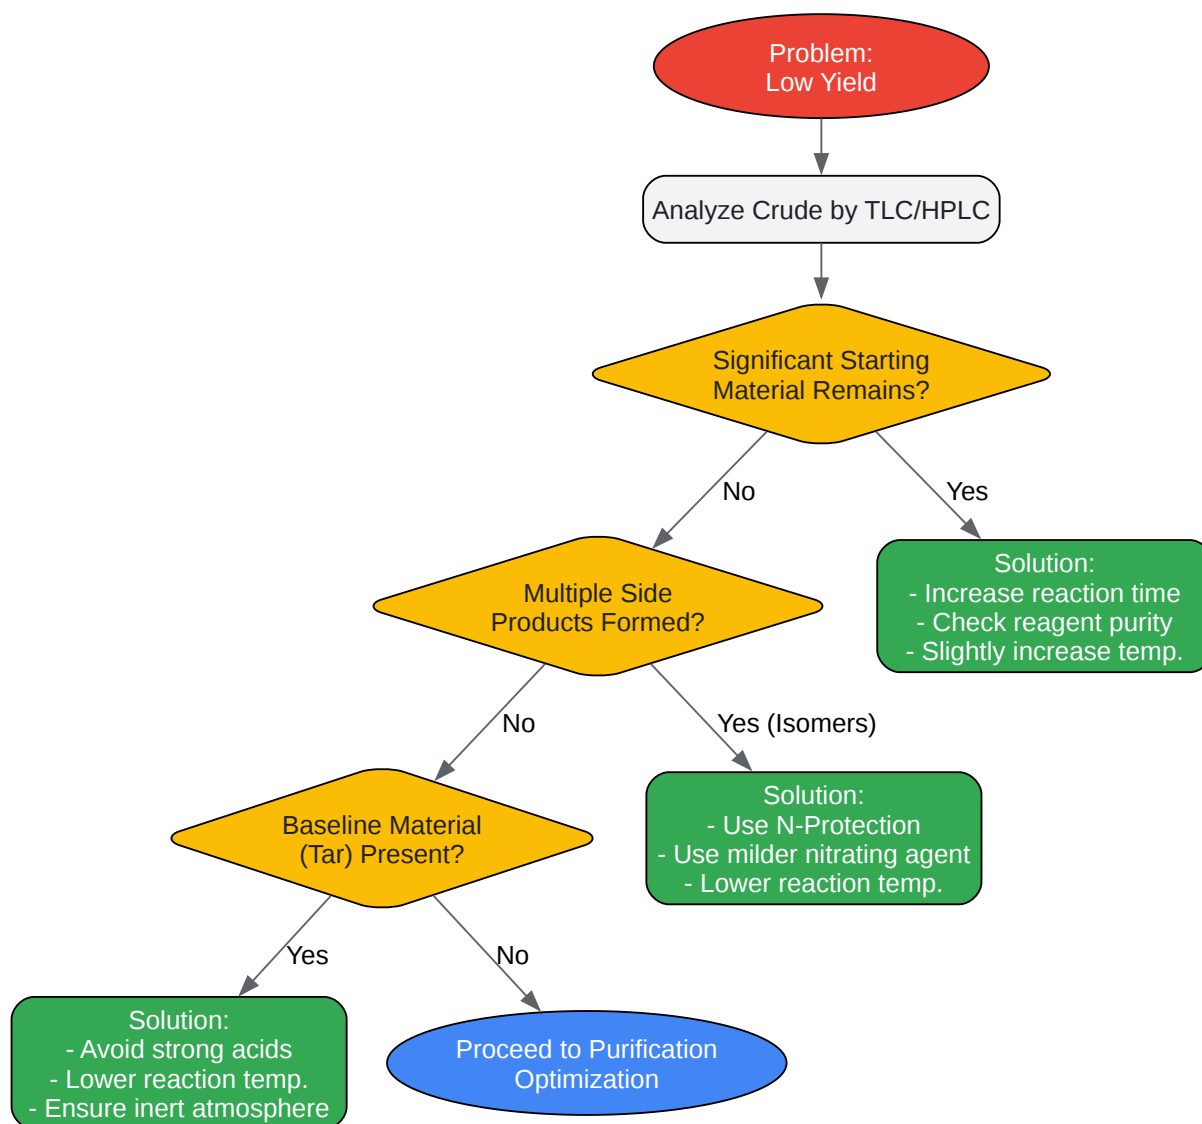 Problem:
Low Yield
Analyze Crude by TLC/HPLC
Significant Starting
Material Remains?
No
Yes
Multiple Side
Products Formed?
Solution:
- Increase reaction time
- Check reagent purity
- Slightly increase temp.
No
Yes (Isomers)
Baseline Material
(Tar) Present?
Solution:
- Use N-Protection
- Use milder nitrating agent
- Lower reaction temp.
Yes
No
Solution:
- Avoid strong acids
- Lower reaction temp.
- Ensure inert atmosphere
Proceed to Purification
Optimization